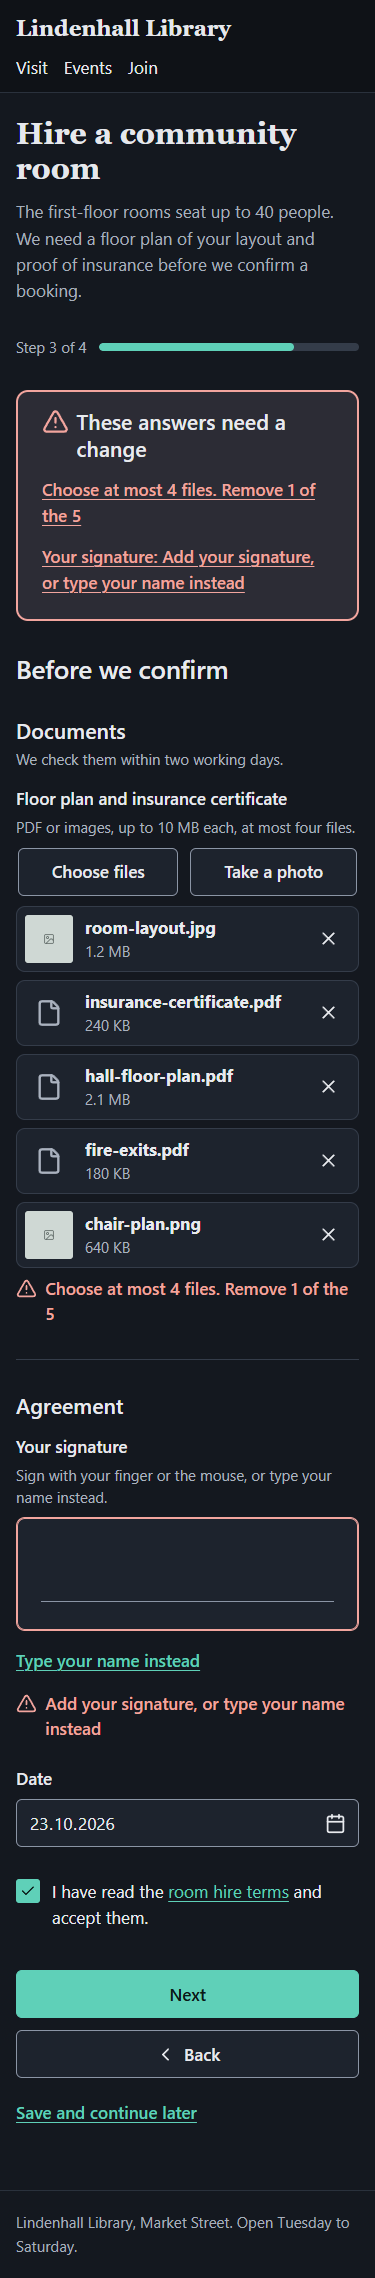 Lindenhall Library
Visit Events Join
Hire a community
room
The first-floor rooms seat up to 40 people.
We need a floor plan of your layout and
proof of insurance before we confirm a
booking.
Step 3 of 4
These answers need a
change
Choose at most 4 files. Remove 1 of
the 5
Your signature: Add your signature,
or type your name instead
Before we confirm
Documents
We check them within two working days.
Floor plan and insurance certificate
PDF or images, up to 10 MB each, at most four files.
Choose files Take a photo
room-layout.jpg
1.2 MB
insurance-certificate.pdf
240 KB
hall-floor-plan.pdf
2.1 MB
fire-exits.pdf
180 KB
chair-plan.png
640 KB
Choose at most 4 files. Remove 1 of the
5
Agreement
Your signature
Sign with your finger or the mouse, or type your
name instead.
Type your name instead
Add your signature, or type your name
instead
Date
23.10.2026
I have read the room hire terms and
accept them.
Next
Back
Save and continue later
Lindenhall Library, Market Street. Open Tuesday to
Saturday.